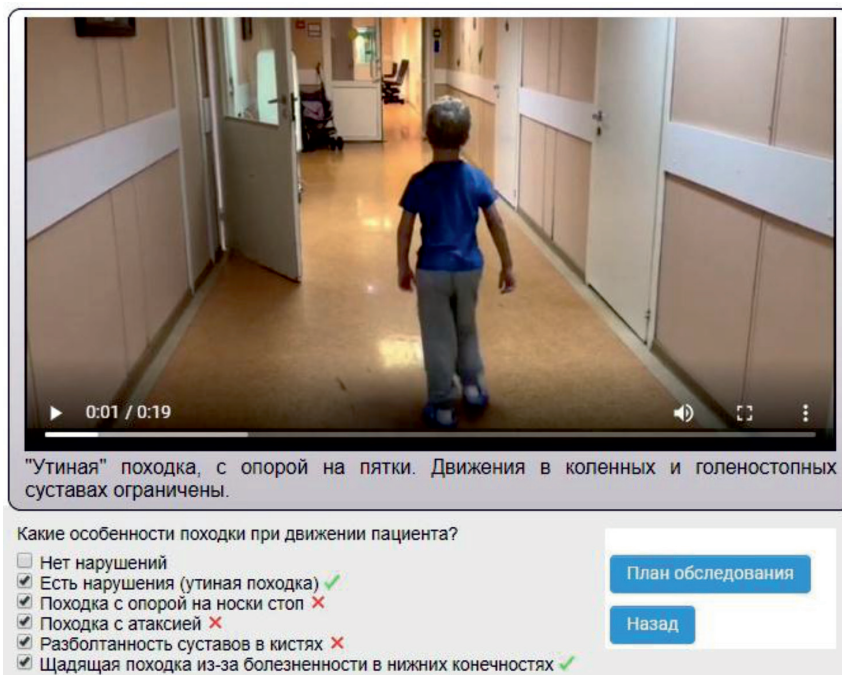 0:01 / 0:19
"Утиная" походка, с опорой на пятки. Движения в коленных и голеностопных
суставах ограничены.
Какие особенности походки при движении пациента?
Нет нарушений
Есть нарушения (утиная походка)
Походка с опорой на носки стоп
Походка с атаксией
Разболтанность суставов в кистях
Щадящая походка из-за болезненности в нижних конечностях
План обследования
Назад